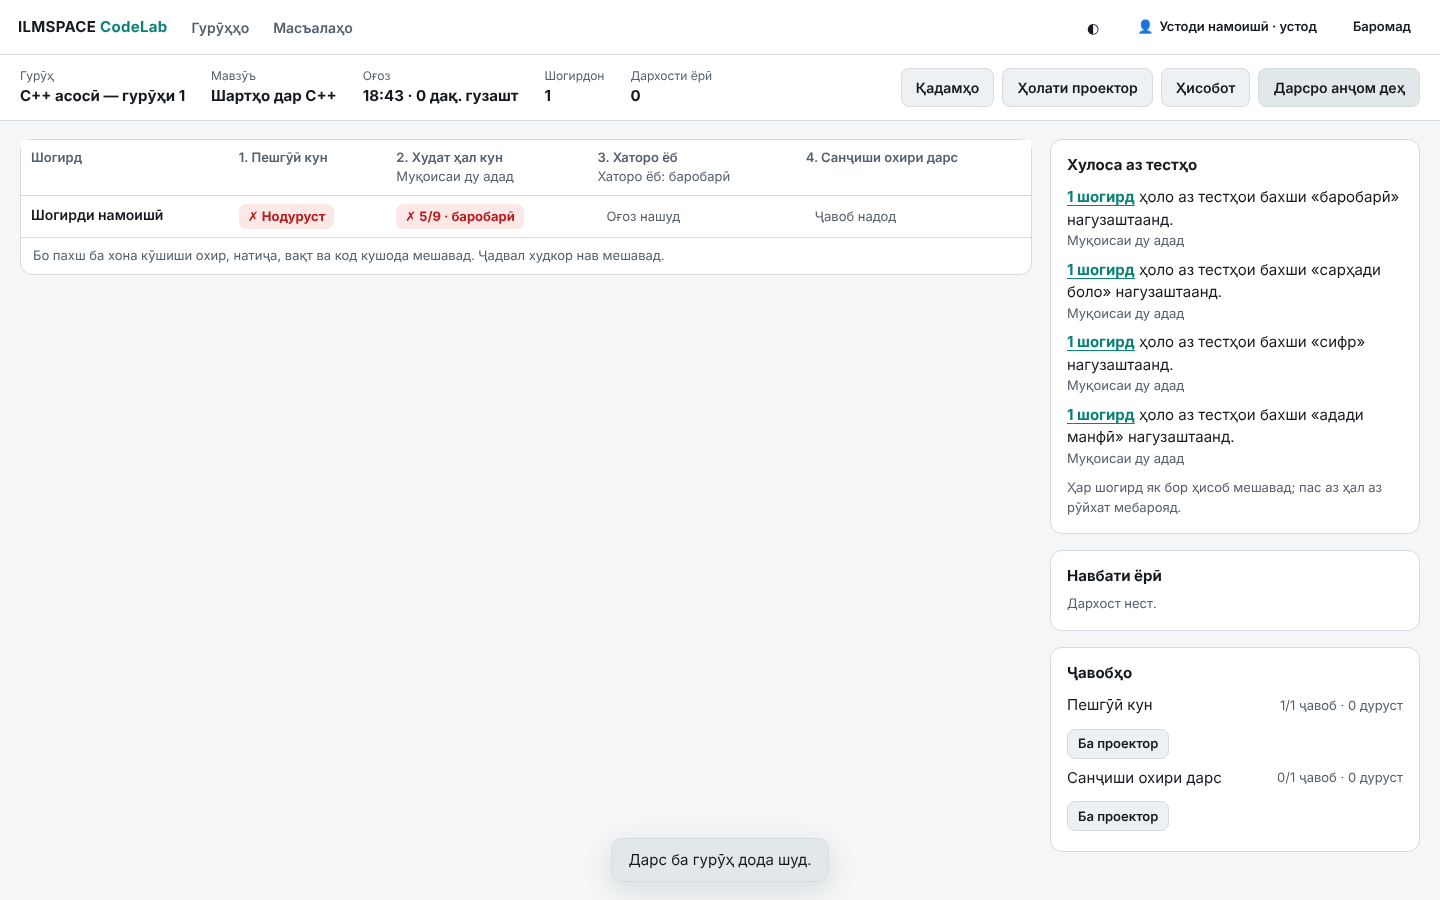 ILMSPACE CodeLab
Гурӯҳҳо
Масъалаҳо
Устоди намоишӣ · устод
Баромад
Гурӯҳ
C++ асосӣ — гурӯҳи 1
Мавзӯъ
Шартҳо дар C++
Оғоз
18:43 · 0 дақ. гузашт
Шогирдон
1
Дархости ёрӣ
0
Қадамҳо
Ҳолати проектор
Ҳисобот
Дарсро анҷом деҳ
Шогирд
1. Пешгӯӣ кун
2. Худат ҳал кун
Муқоисаи ду адад
3. Хаторо ёб
Хаторо ёб: баробарӣ
4. Санҷиши охири дарс
Шогирди намоишӣ
✗ Нодуруст
✗ 5/9 · баробарӣ
Оғоз нашуд
Ҷавоб надод
Бо пахш ба хона кӯшиши охир, натиҷа, вақт ва код кушода мешавад. Ҷадвал худкор нав мешавад.
Хулоса аз тестҳо
1 шогирд ҳоло аз тестҳои бахши «баробарӣ»
нагузаштаанд.
Муқоисаи ду адад
1 шогирд ҳоло аз тестҳои бахши «сарҳади
боло» нагузаштаанд.
Муқоисаи ду адад
1 шогирд ҳоло аз тестҳои бахши «сифр»
нагузаштаанд.
Муқоисаи ду адад
1 шогирд ҳоло аз тестҳои бахши «адади
манфӣ» нагузаштаанд.
Муқоисаи ду адад
Ҳар шогирд як бор ҳисоб мешавад; пас аз ҳал аз
рӯйхат мебарояд.
Навбати ёрӣ
Дархост нест.
Ҷавобҳо
Пешгӯӣ кун
1/1 ҷавоб · 0 дуруст
Ба проектор
Санҷиши охири дарс
0/1 ҷавоб · 0 дуруст
Ба проектор
Дарс ба гурӯҳ дода шуд.